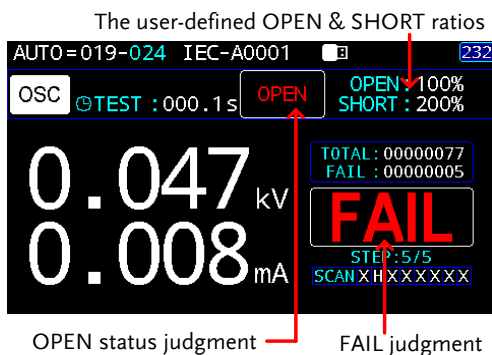 The user-defined OPEN & SHORT ratios
AUTO=019-024 IEC-A0001 232
OSC TEST :000.1s OPEN OPEN : 100%
SHORT : 200%
0.047 kV
TOTAL:00000077
FAIL :00000005
FAIL
0.008 mA
STEP:5/5
SCAN X H X X X X X X
OPEN status judgment
FAIL judgment